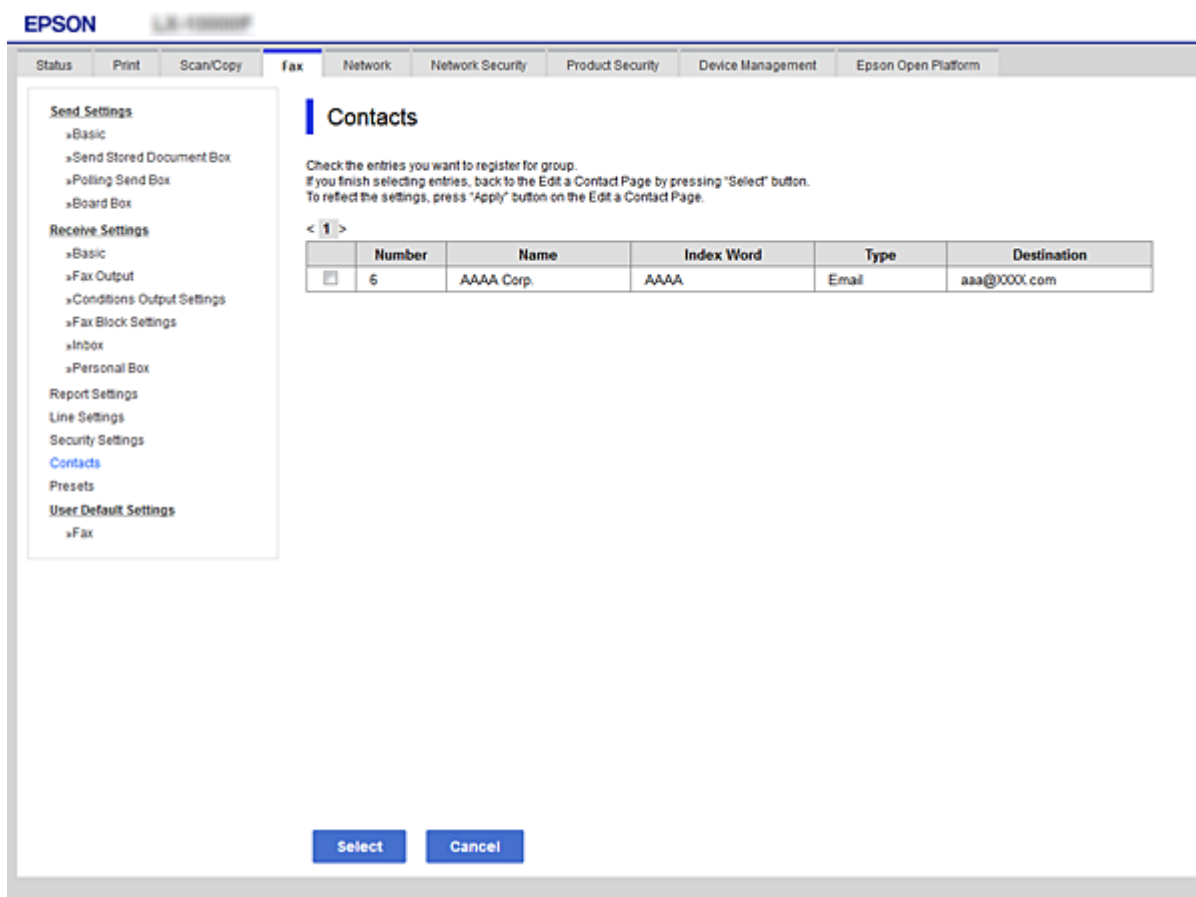 EPSON
Status Print Scan/Copy Fax Network Network Security Product Security Device Management Epson Open Platform
Send Settings
»Basic
»Send Stored Document Box
»Polling Send Box
»Board Box
Receive Settings
»Basic
»Fax Output
»Conditions Output Settings
»Fax Block Settings
»Inbox
»Personal Box
Report Settings
Line Settings
Security Settings
Contacts
Presets
User Default Settings
»Fax
Contacts
Check the entries you want to register for group.
If you finish selecting entries, back to the Edit a Contact Page by pressing "Select" button.
To reflect the settings, press "Apply" button on the Edit a Contact Page.
< 1 >
Number Name Index Word Type Destination
6 AAAA Corp. AAAA Email aaa@XXXX.com
Select Cancel